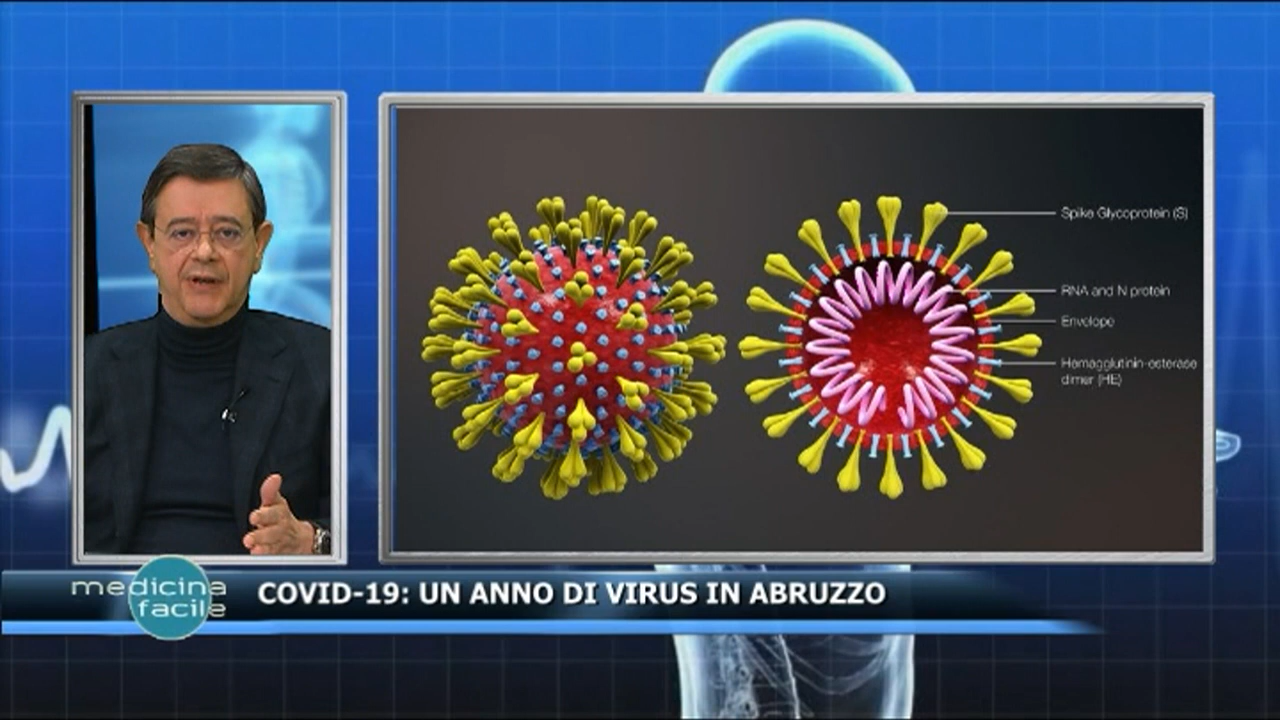 Spike Glycoprotein (S)
RNA and N protein
Envelope
Hemagglutinin-esterase
dimer (HE)
medicina
facile
COVID-19: UN ANNO DI VIRUS IN ABRUZZO